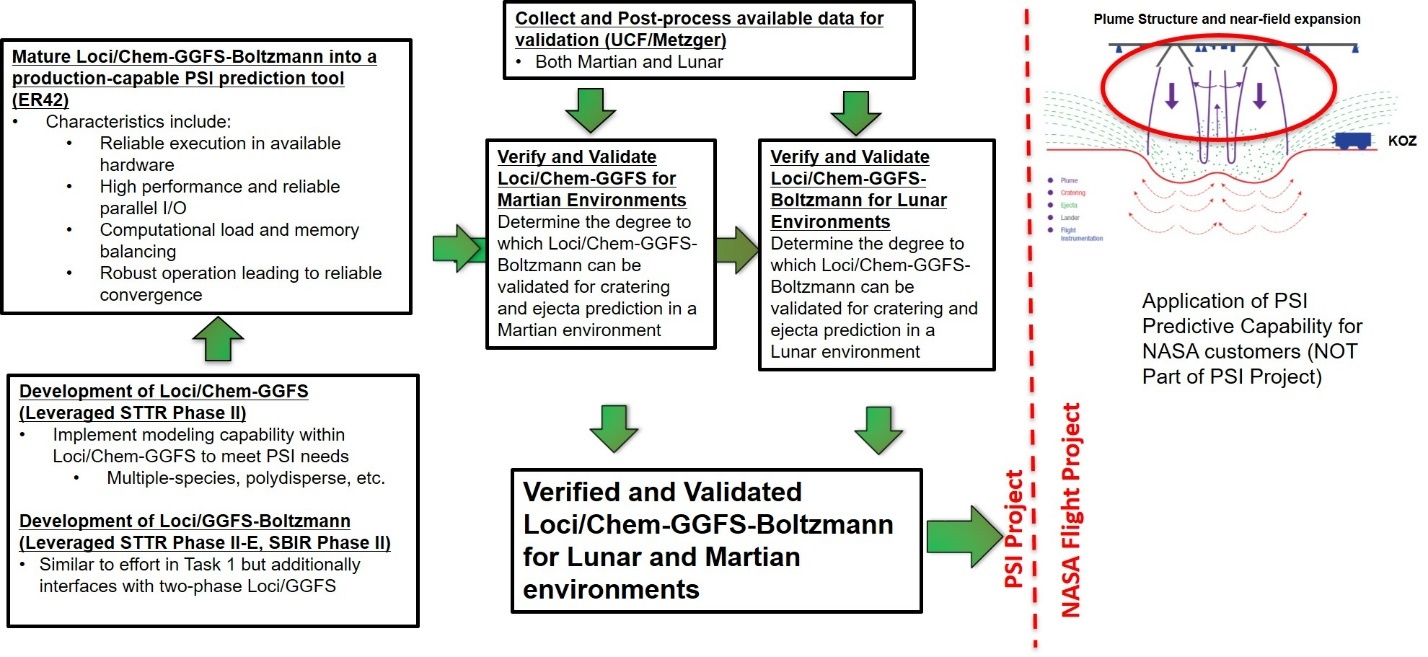 Mature Loci/Chem-GGFS-Boltzmann into a
production-capable PSI prediction tool
(ER42)
• Characteristics include:
• Reliable execution in available
hardware
• High performance and reliable
parallel I/O
• Computational load and memory
balancing
• Robust operation leading to reliable
convergence
Development of Loci/Chem-GGFS
(Leveraged STTR Phase II)
• Implement modeling capability within
Loci/Chem-GGFS to meet PSI needs
• Multiple-species, polydisperse, etc.
Development of Loci/GGFS-Boltzmann
(Leveraged STTR Phase II-E, SBIR Phase II)
• Similar to effort in Task 1 but additionally
interfaces with two-phase Loci/GGFS
Collect and Post-process available data for
validation (UCF/Metzger)
• Both Martian and Lunar
Verify and Validate
Loci/Chem-GGFS for
Martian Environments
Determine the degree to
which Loci/Chem-GGFS-
Boltzmann can be
validated for cratering
and ejecta prediction in a
Martian environment
Verify and Validate
Loci/Chem-GGFS-
Boltzmann for Lunar
Environments
Determine the degree to
which Loci/Chem-GGFS-
Boltzmann can be
validated for cratering and
ejecta prediction in a
Lunar environment
Verified and Validated
Loci/Chem-GGFS-Boltzmann
for Lunar and Martian
environments
PSI Project
NASA Flight Project
Plume Structure and near-field expansion
KOZ
• Plume
• Cratering
• Ejecta
• Lander
• Flight
Instrumentation
Application of PSI
Predictive Capability for
NASA customers (NOT
Part of PSI Project)